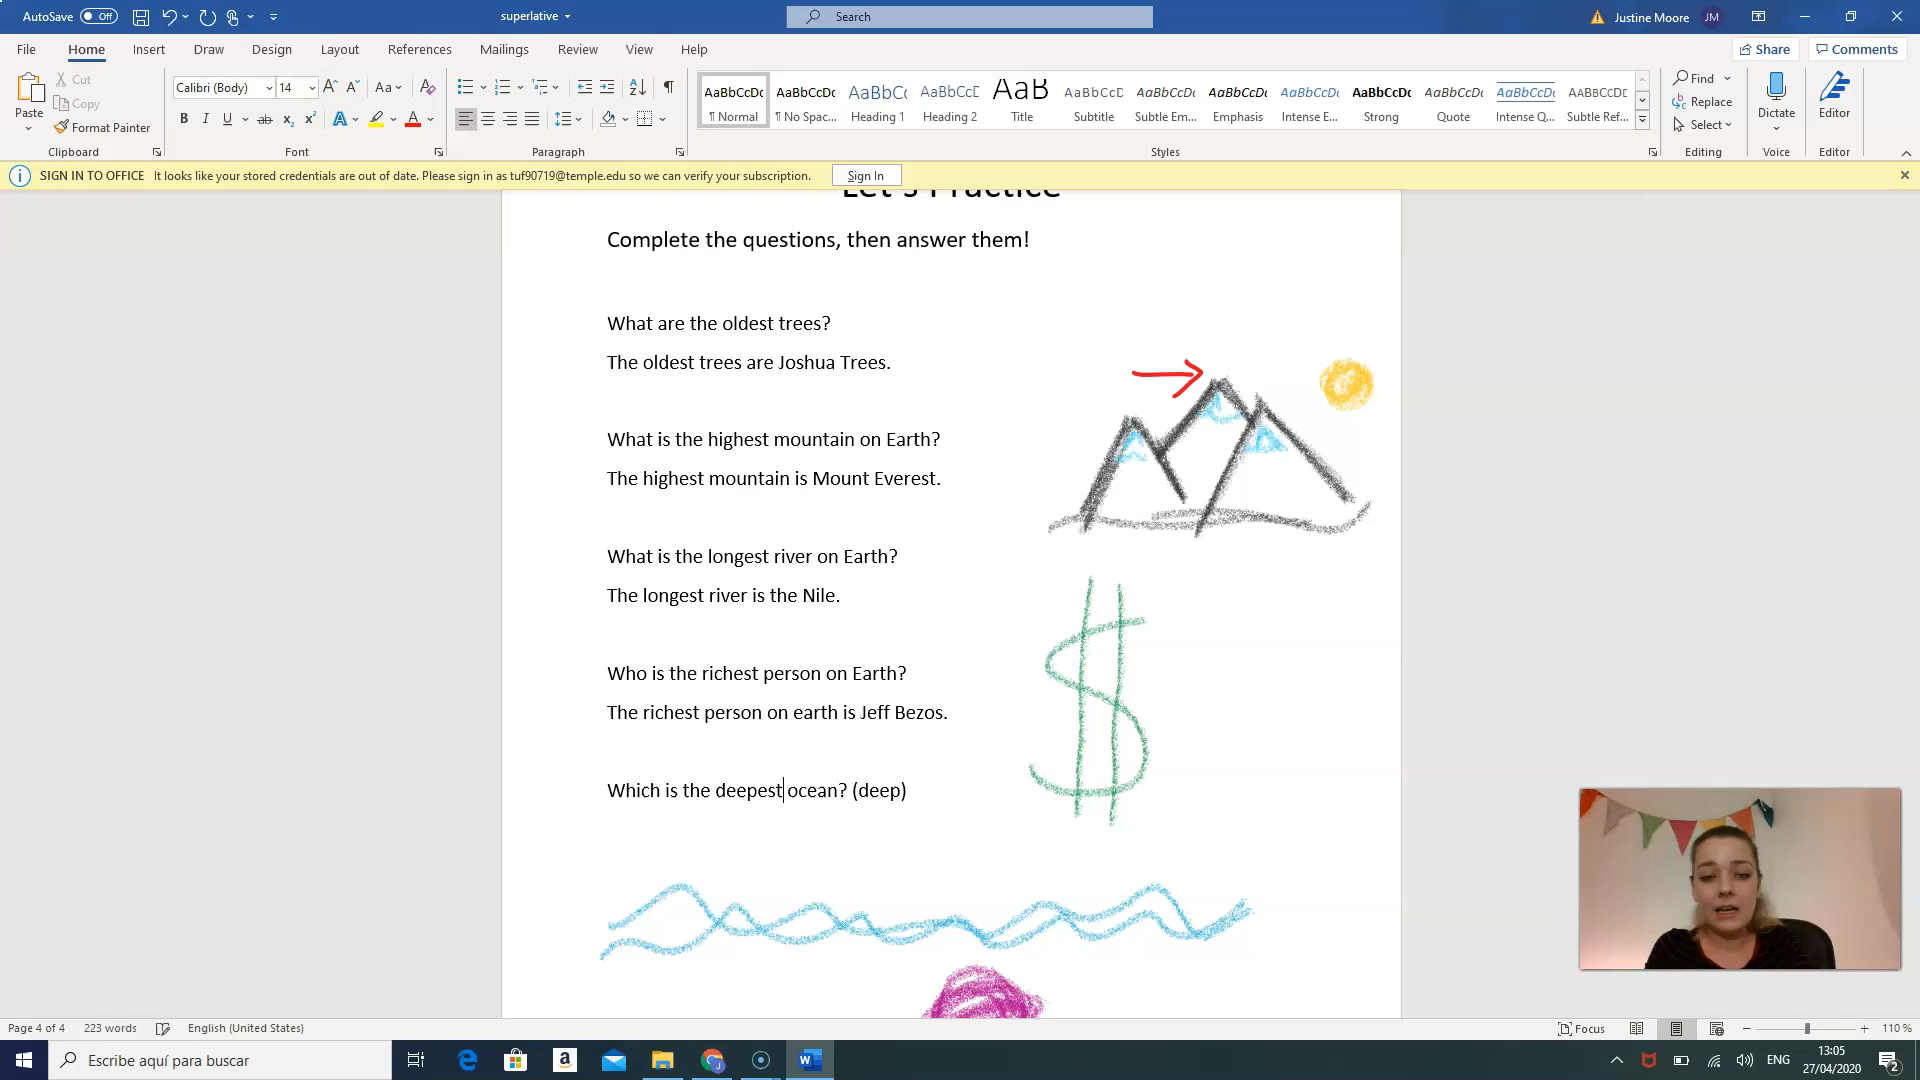 AutoSave Off superlative Search Justine Moore JM
File Home Insert Draw Design Layout References Mailings Review View Help Share Comments
Paste Cut Copy Format Painter Clipboard
Calibri (Body) 14 Aa Font
Paragraph
AaBbCcDc AaBbCcDc AaBbCc AaBbCcD AaB AaBbCcD AaBbCcDc AaBbCcDc AaBbCcDc AaBbCcDc AaBbCcDc AaBbCcDc AaBbCcDc
¶ Normal ¶ No Spac... Heading 1 Heading 2 Title Subtitle Subtle Em... Emphasis Intense E... Strong Quote Intense Q... Subtle Ref...
Styles
Find Replace Select Editing
Dictate Voice
Editor Editor
SIGN IN TO OFFICE It looks like your stored credentials are out of date. Please sign in as tuf90719@temple.edu so we can verify your subscription. Sign In
Let's Practice
Complete the questions, then answer them!
What are the oldest trees?
The oldest trees are Joshua Trees.
What is the highest mountain on Earth?
The highest mountain is Mount Everest.
What is the longest river on Earth?
The longest river is the Nile.
Who is the richest person on Earth?
The richest person on earth is Jeff Bezos.
Which is the deepest ocean? (deep)
$
Page 4 of 4 223 words English (United States) Focus 110 %
Escribe aquí para buscar ENG 13:05
27/04/2020 2